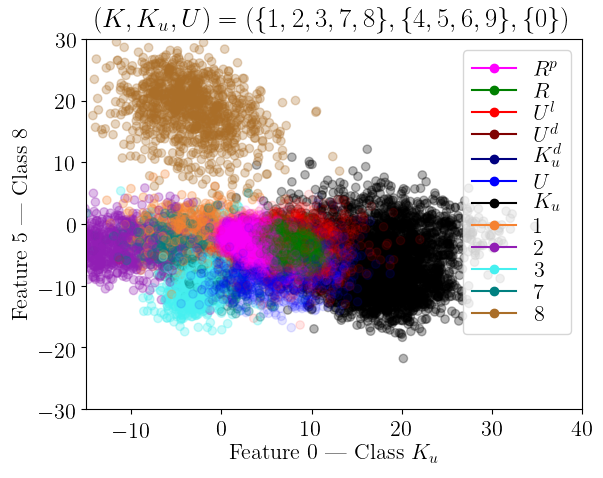 (K, K_u, U) = ({1, 2, 3, 7, 8}, {4, 5, 6, 9}, {0})
30
20
10
0
−10
−20
−30
Feature 5 — Class 8
−10
0
10
20
30
40
Feature 0 — Class K_u
R^p
R
U^l
U^d
K_u^d
U
K_u
1
2
3
7
8